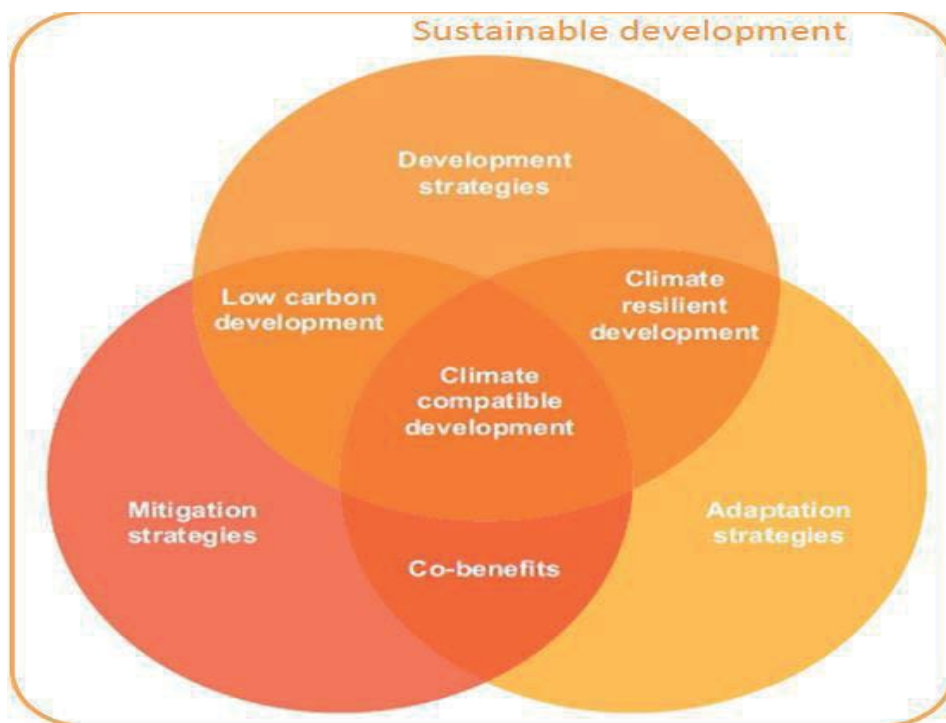 Sustainable development
Development
strategies
Low carbon
development
Climate
resilient
development
Climate
compatible
development
Mitigation
strategies
Adaptation
strategies
Co-benefits